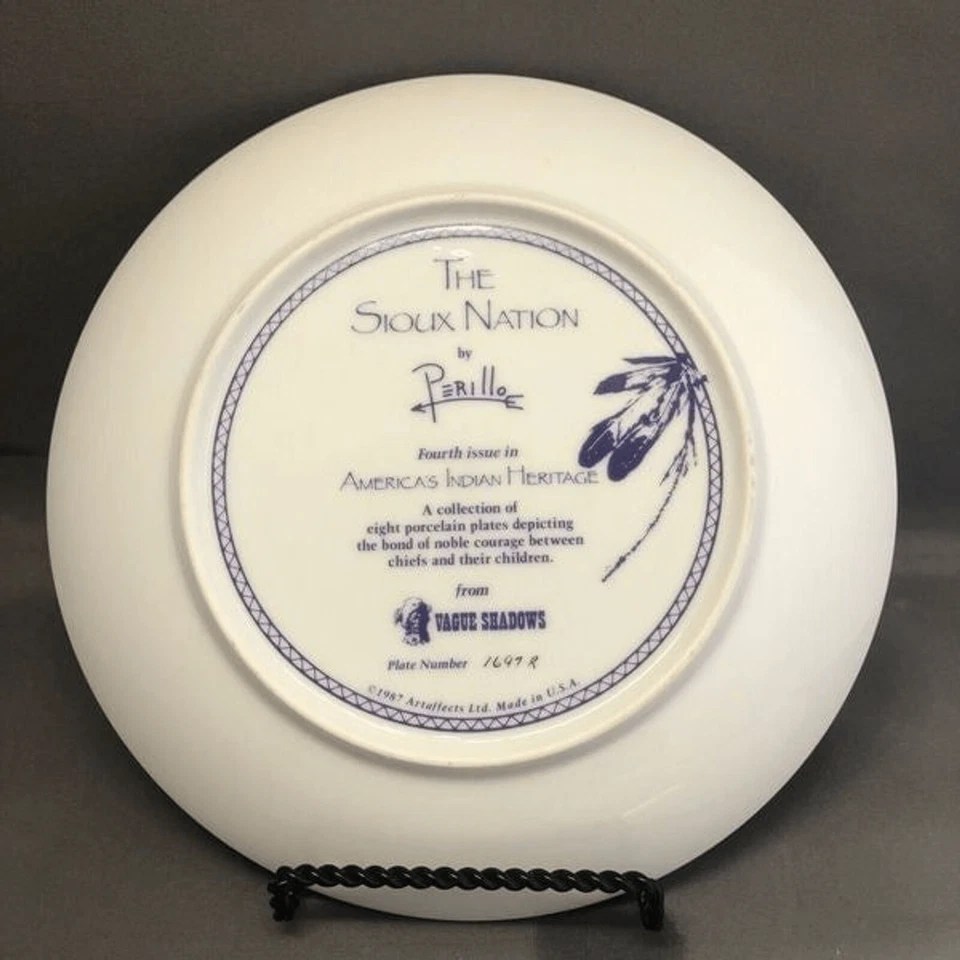 THE
SIOUX NATION
by
PERillo
Fourth issue in
AMERICA'S INDIAN HERITAGE
A collection of
eight porcelain plates depicting
the bond of noble courage between
chiefs and their children.
from
VAGUE SHADOWS
Plate Number 1697 R
©1987 Artaffects Ltd. Made in U.S.A.